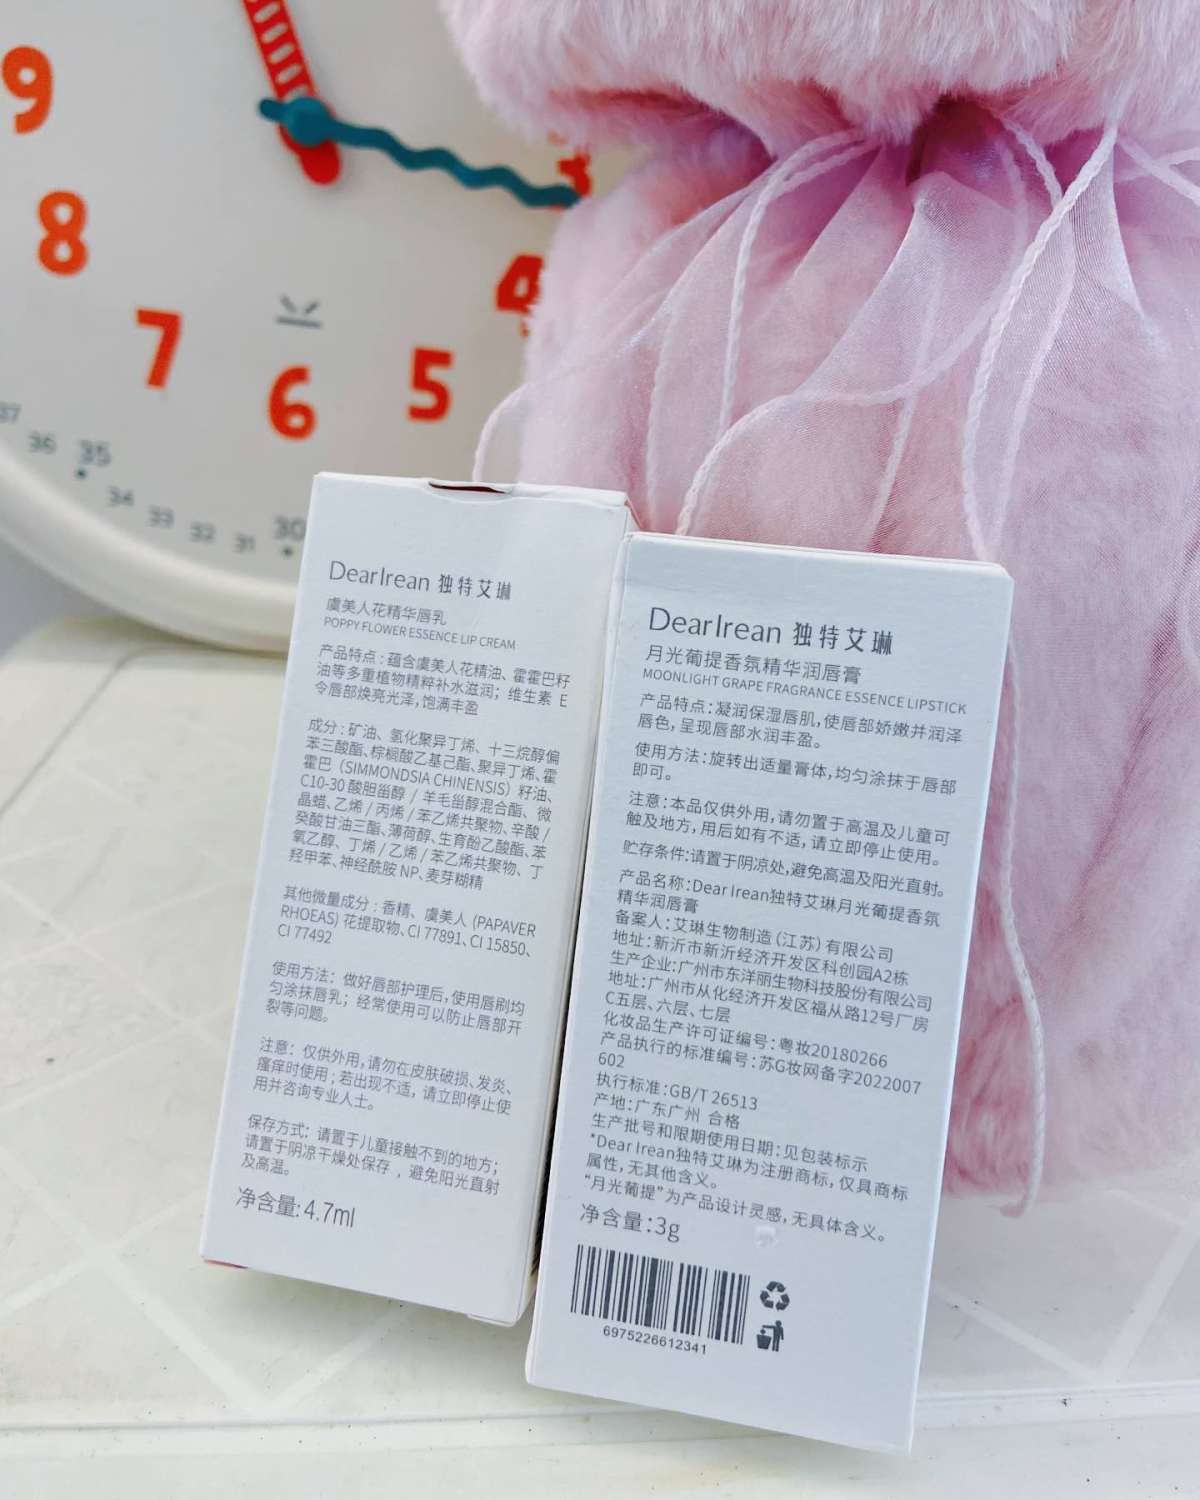 9
8
7
6
5
4
3
37
36
35
34
33
32
31
30
DearIrean 独特艾琳
虞美人花精华唇乳
POPPY FLOWER ESSENCE LIP CREAM
产品特点：蕴含虞美人花精油、霍霍巴籽
油等多重植物精粹补水滋润；维生素 E
令唇部焕亮光泽，饱满丰盈
成分：矿油、氢化聚异丁烯、十三烷醇偏
苯三酸酯、棕榈酸乙基己酯、聚异丁烯、霍
霍巴（SIMMONDSIA CHINENSIS）籽油、
C10-30 酸胆甾醇 / 羊毛甾醇混合酯、微
晶蜡、乙烯 / 丙烯 / 苯乙烯共聚物、辛酸 /
癸酸甘油三酯、薄荷醇、生育酚乙酸酯、苯
氧乙醇、丁烯 / 乙烯 / 苯乙烯共聚物、丁
羟甲苯、神经酰胺 NP、麦芽糊精
其他微量成分：香精、虞美人 (PAPAVER
RHOEAS) 花提取物、CI 77891、CI 15850、
CI 77492
使用方法：做好唇部护理后，使用唇刷均
匀涂抹唇乳；经常使用可以防止唇部开
裂等问题。
注意：仅供外用，请勿在皮肤破损、发炎、
瘙痒时使用；若出现不适，请立即停止使
用并咨询专业人士。
保存方式：请置于儿童接触不到的地方；
请置于阴凉干燥处保存，避免阳光直射
及高温。
净含量：4.7ml
DearIrean 独特艾琳
月光葡提香氛精华润唇膏
MOONLIGHT GRAPE FRAGRANCE ESSENCE LIPSTICK
产品特点：凝润保湿唇肌，使唇部娇嫩并润泽
唇色，呈现唇部水润丰盈。
使用方法：旋转出适量膏体，均匀涂抹于唇部
即可。
注意：本品仅供外用，请勿置于高温及儿童可
触及地方，用后如有不适，请立即停止使用。
贮存条件：请置于阴凉处，避免高温及阳光直射。
产品名称：Dear Irean独特艾琳月光葡提香氛
精华润唇膏
备案人：艾琳生物制造（江苏）有限公司
地址：新沂市新沂经济开发区科创园A2栋
生产企业：广州市东洋丽生物科技股份有限公司
地址：广州市从化经济开发区福从路12号厂房
C五层、六层、七层
化妆品生产许可证编号：粤妆20180266
产品执行的标准编号：苏G妆网备字2022007
602
执行标准：GB/T 26513
产地：广东广州 合格
生产批号和限期使用日期：见包装标示
*Dear Irean独特艾琳为注册商标，仅具商标
属性，无其他含义。
“月光葡提”为产品设计灵感，无具体含义。
净含量：3g
6975226612341